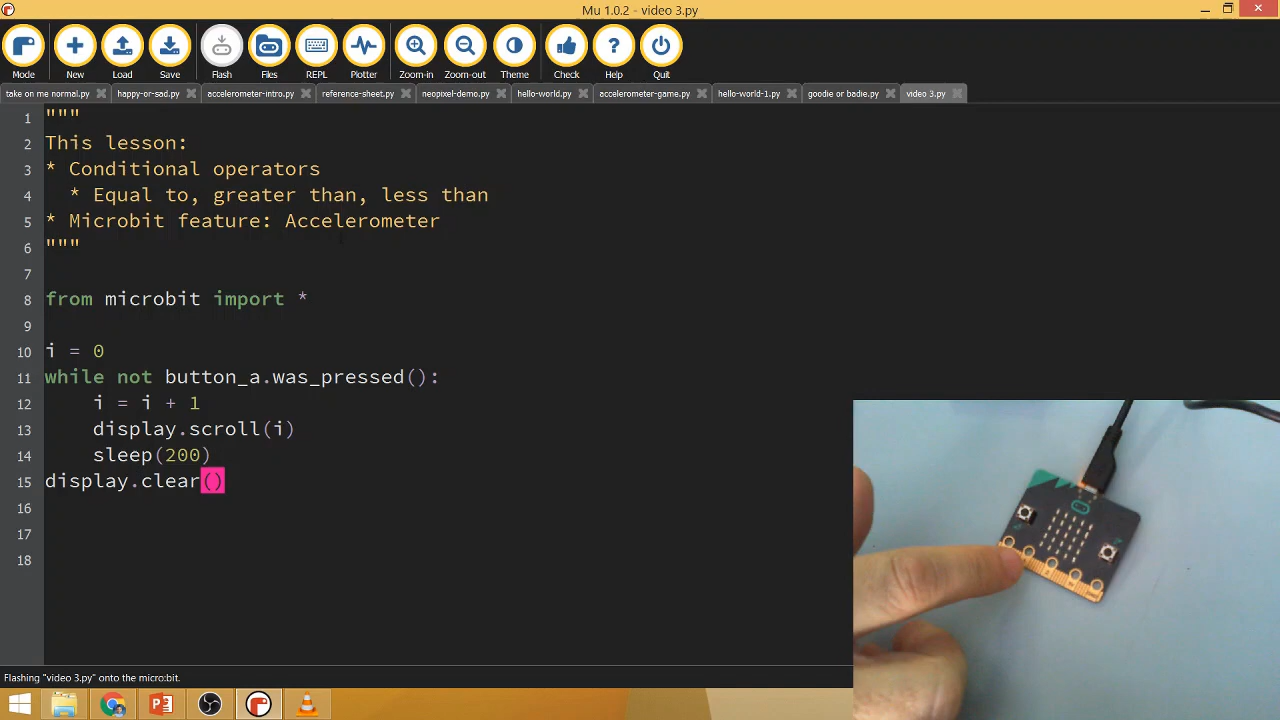 Mu 1.0.2 - video 3.py
Mode New Load Save Flash Files REPL Plotter Zoom-in Zoom-out Theme Check Help Quit
take on me normal.py happy-or-sad.py accelerometer-intro.py reference-sheet.py neopixel-demo.py hello-world.py accelerometer-game.py hello-world-1.py goodie or badie.py video 3.py
1 """
2 This lesson:
3 * Conditional operators
4 * Equal to, greater than, less than
5 * Microbit feature: Accelerometer
6 """
7
8 from microbit import *
9
10 i = 0
11 while not button_a.was_pressed():
12 i = i + 1
13 display.scroll(i)
14 sleep(200)
15 display.clear()
16
17
18
Flashing "video 3.py" onto the micro:bit.